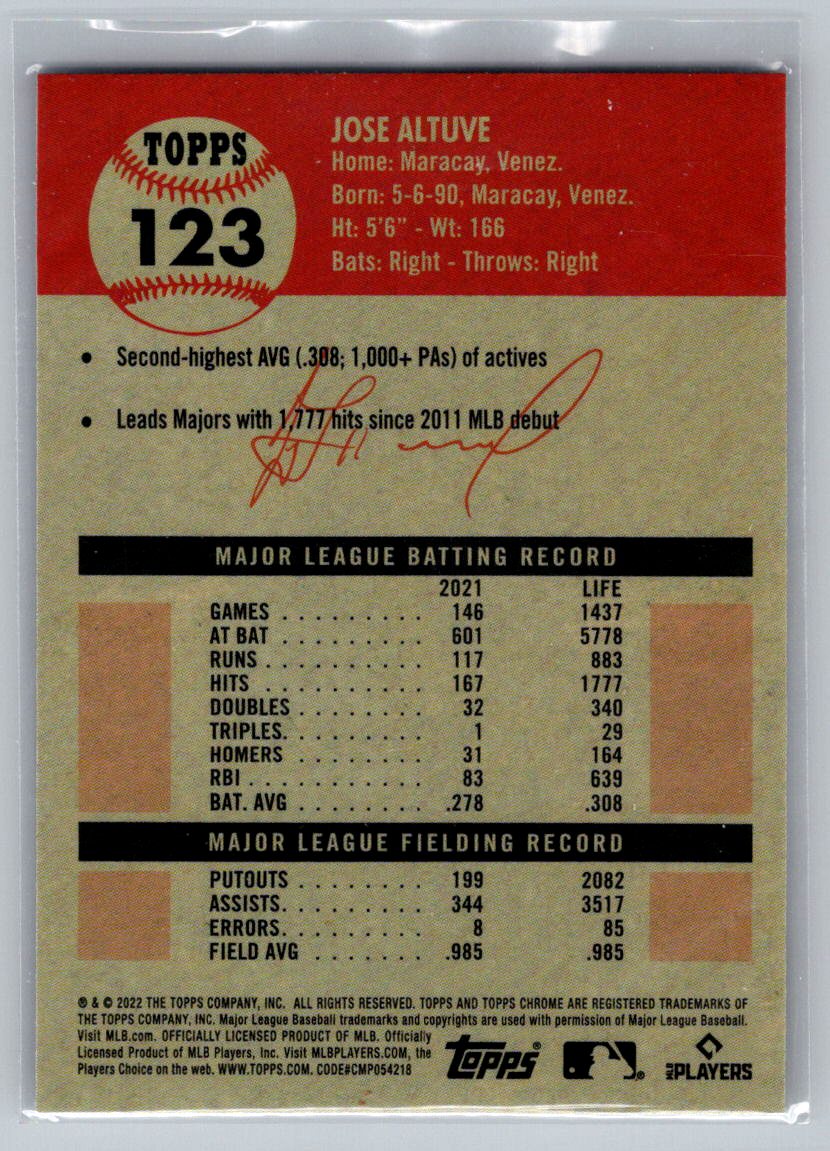 TOPPS
123
JOSE ALTUVE
Home: Maracay, Venez.
Born: 5-6-90, Maracay, Venez.
Ht: 5'6" - Wt: 166
Bats: Right - Throws: Right
• Second-highest AVG (.308; 1,000+ PAs) of actives
• Leads Majors with 1,777 hits since 2011 MLB debut
MAJOR LEAGUE BATTING RECORD
2021 LIFE
GAMES . . . . . . . . . 146 1437
AT BAT . . . . . . . . . 601 5778
RUNS . . . . . . . . . . 117 883
HITS . . . . . . . . . . 167 1777
DOUBLES . . . . . . . . 32 340
TRIPLES. . . . . . . . . 1 29
HOMERS . . . . . . . . . 31 164
RBI . . . . . . . . . . . 83 639
BAT. AVG . . . . . . . . .278 .308
MAJOR LEAGUE FIELDING RECORD
PUTOUTS . . . . . . . . 199 2082
ASSISTS. . . . . . . . . 344 3517
ERRORS. . . . . . . . . 8 85
FIELD AVG . . . . . . . .985 .985
® & © 2022 THE TOPPS COMPANY, INC. ALL RIGHTS RESERVED. TOPPS AND TOPPS CHROME ARE REGISTERED TRADEMARKS OF
THE TOPPS COMPANY, INC. Major League Baseball trademarks and copyrights are used with permission of Major League Baseball.
Visit MLB.com. OFFICIALLY LICENSED PRODUCT OF MLB. Officially
Licensed Product of MLB Players, Inc. Visit MLBPLAYERS.COM, the
Players Choice on the web. WWW.TOPPS.COM. CODE#CMP054218
TOPPS®
®
MLB PLAYERS